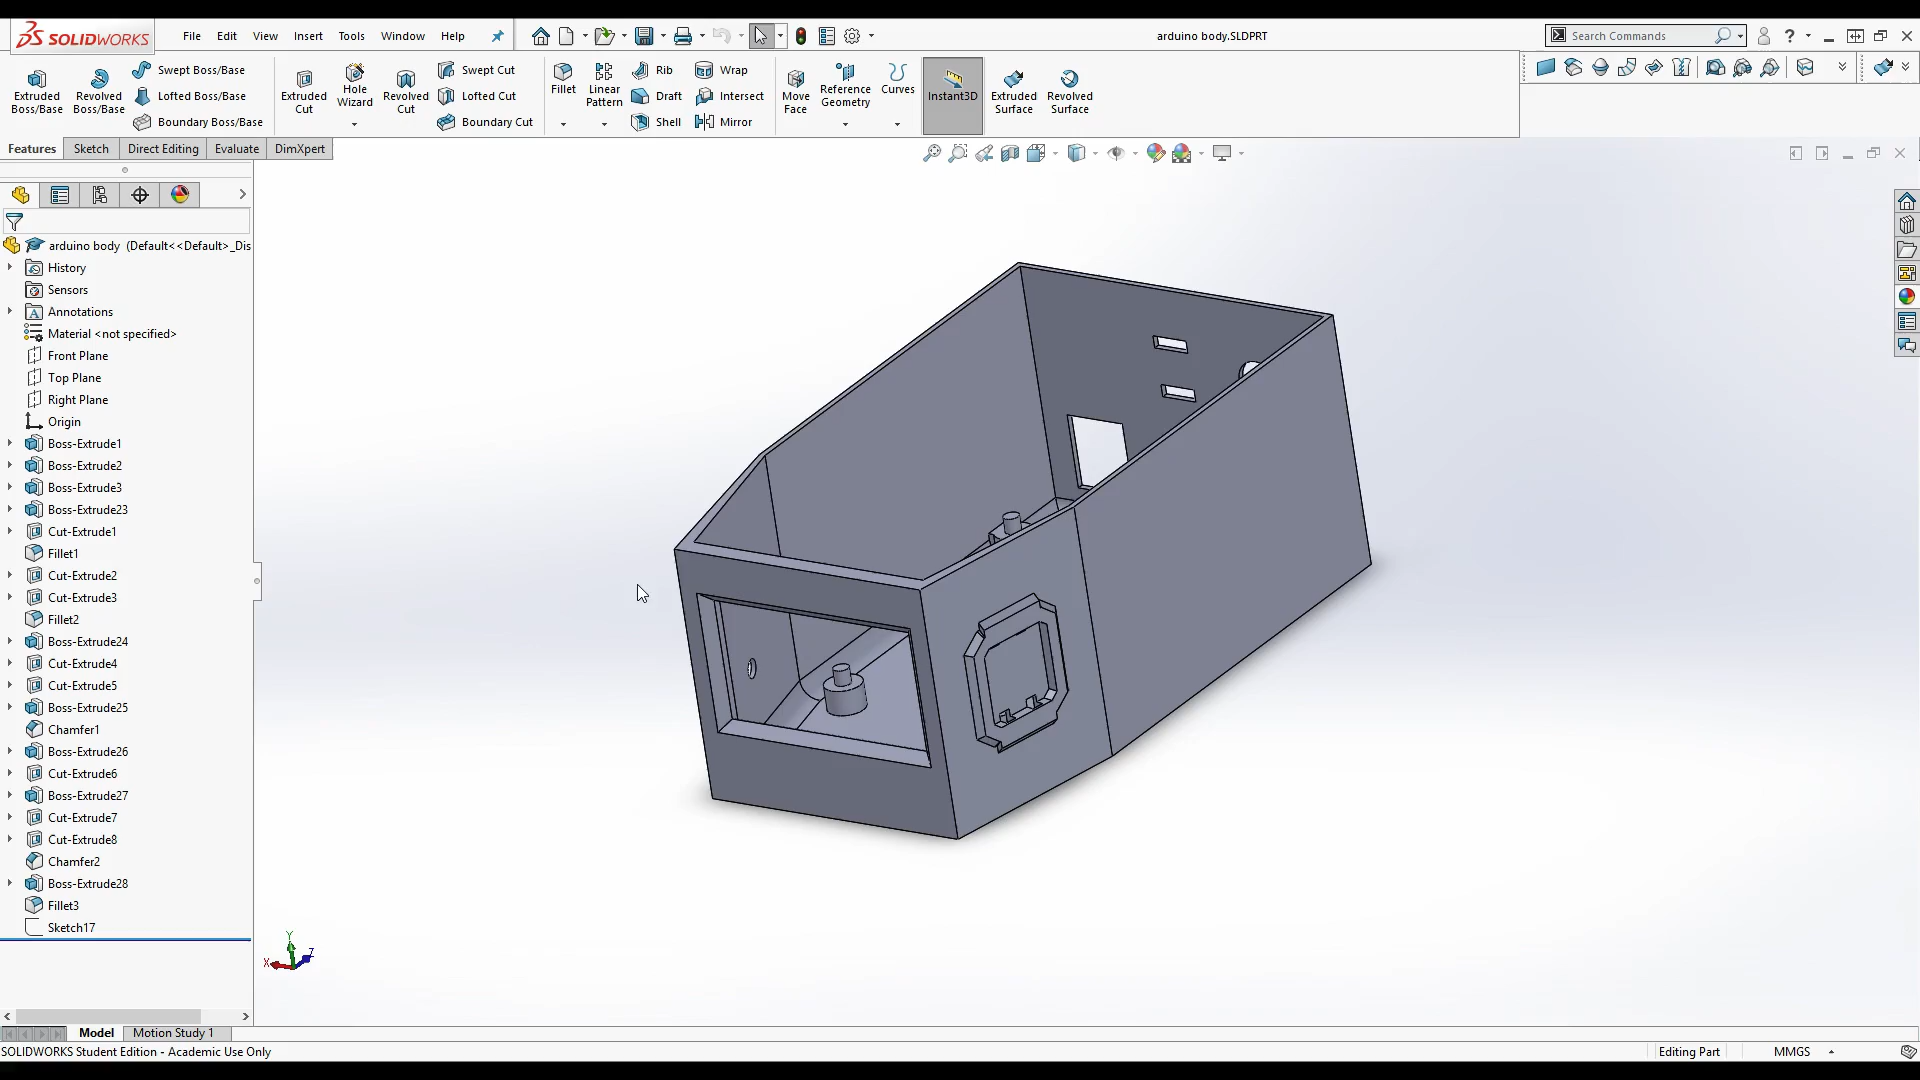 SOLIDWORKS File Edit View Insert Tools Window Help arduino body.SLDPRT Search Commands ?
Extruded Boss/Base
Revolved Boss/Base
Swept Boss/Base
Lofted Boss/Base
Boundary Boss/Base
Extruded Cut
Hole Wizard
Revolved Cut
Swept Cut
Lofted Cut
Boundary Cut
Fillet
Linear Pattern
Rib
Draft
Shell
Wrap
Intersect
Mirror
Move Face
Reference Geometry
Curves
Instant3D
Extruded Surface
Revolved Surface
Features Sketch Direct Editing Evaluate DimXpert
arduino body (Default<<Default>_Dis
History
Sensors
Annotations
Material <not specified>
Front Plane
Top Plane
Right Plane
Origin
Boss-Extrude1
Boss-Extrude2
Boss-Extrude3
Boss-Extrude23
Cut-Extrude1
Fillet1
Cut-Extrude2
Cut-Extrude3
Fillet2
Boss-Extrude24
Cut-Extrude4
Cut-Extrude5
Boss-Extrude25
Chamfer1
Boss-Extrude26
Cut-Extrude6
Boss-Extrude27
Cut-Extrude7
Cut-Extrude8
Chamfer2
Boss-Extrude28
Fillet3
Sketch17
Y
X Z
Model Motion Study 1
SOLIDWORKS Student Edition - Academic Use Only Editing Part MMGS